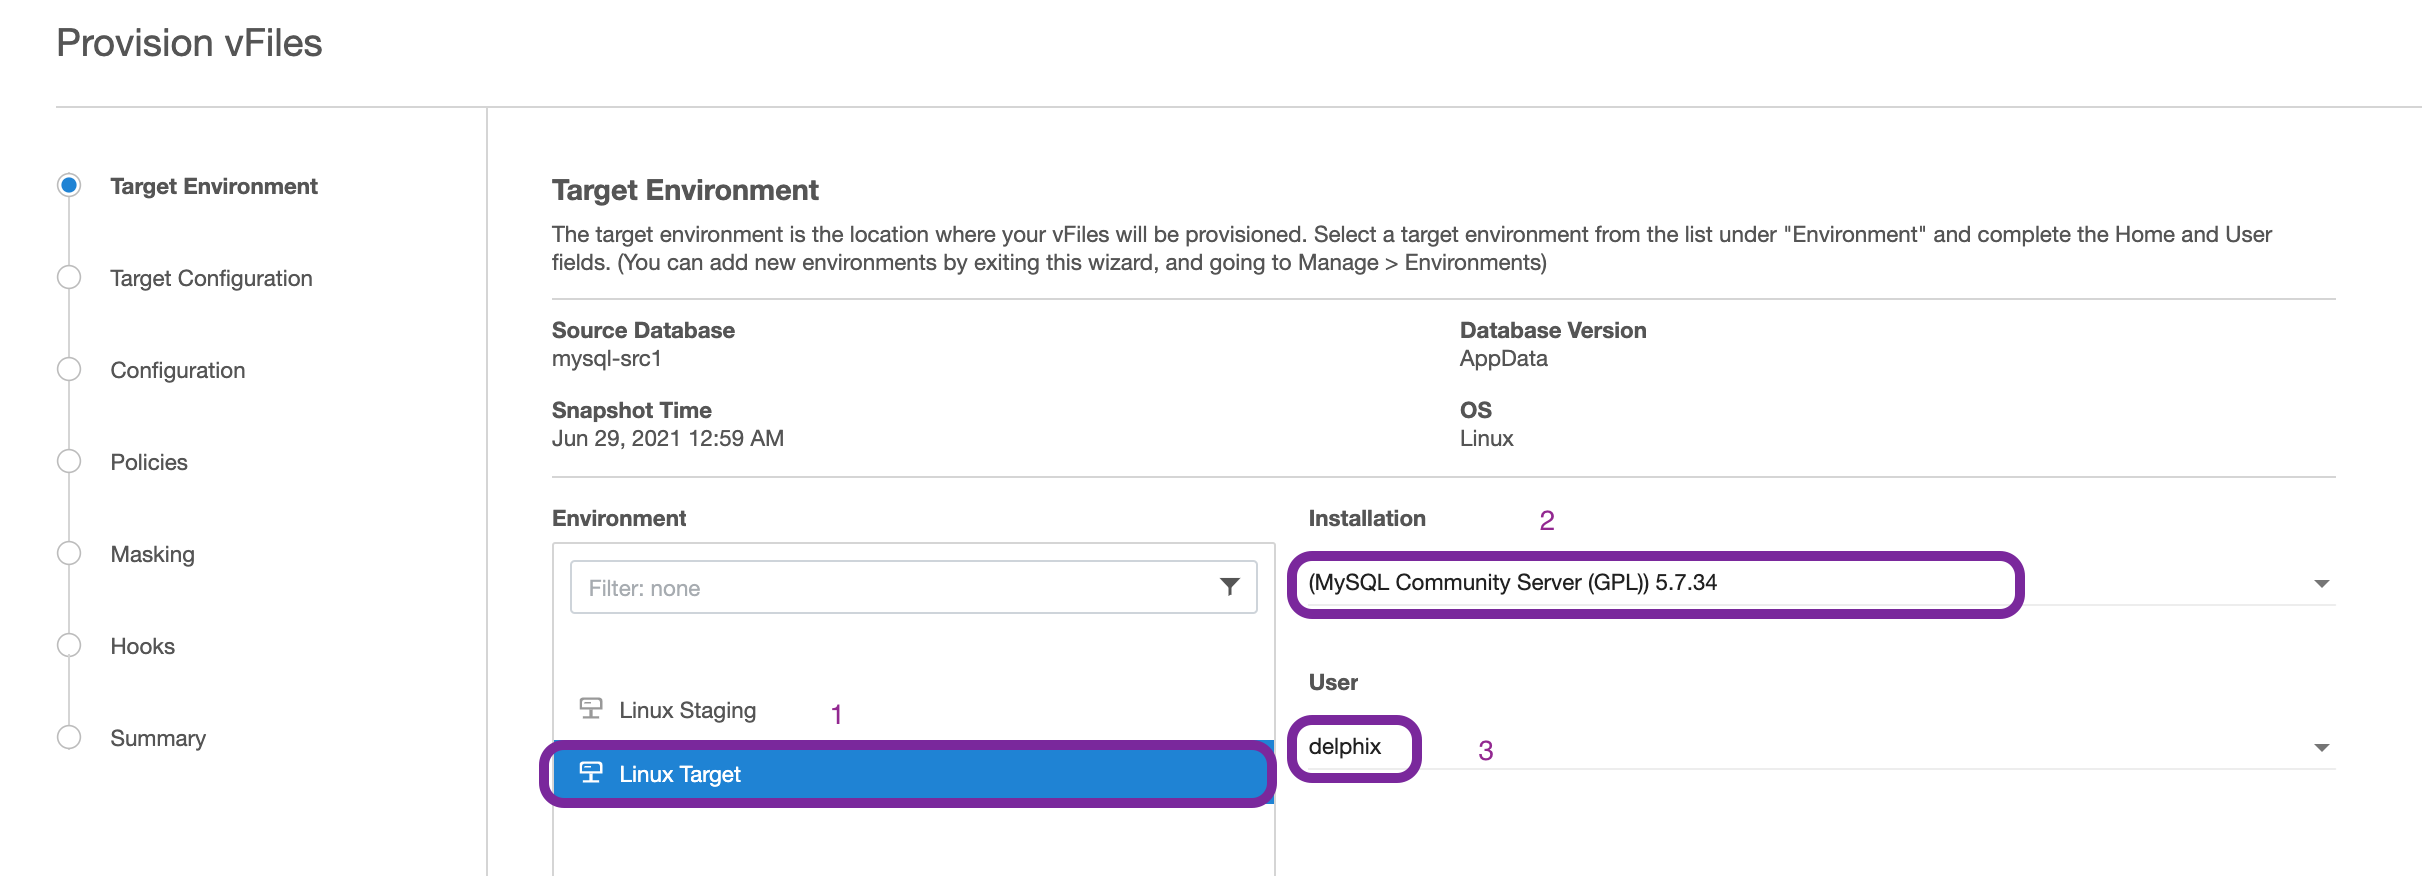 Provision vFiles
Target Environment
Target Configuration
Configuration
Policies
Masking
Hooks
Summary
Target Environment
The target environment is the location where your vFiles will be provisioned. Select a target environment from the list under "Environment" and complete the Home and User
fields. (You can add new environments by exiting this wizard, and going to Manage > Environments)
Source Database
mysql-src1
Database Version
AppData
Snapshot Time
Jun 29, 2021 12:59 AM
OS
Linux
Environment
Filter: none
Linux Staging
1
Linux Target
Installation
2
(MySQL Community Server (GPL)) 5.7.34
User
delphix
3